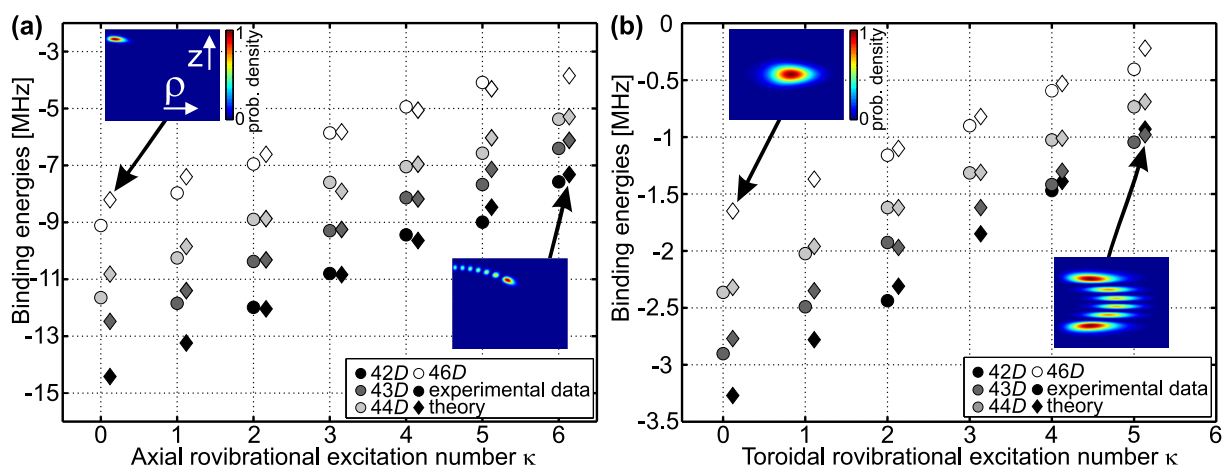 (a)
Binding energies [MHz]
-3
-5
-7
-9
-11
-13
-15
0 1 2 3 4 5 6
Axial rovibrational excitation number κ
z
ρ
1
0
prob. density
42D 46D
43D experimental data
44D theory
(b)
Binding energies [MHz]
0
-0.5
-1
-1.5
-2
-2.5
-3
-3.5
0 1 2 3 4 5 6
Toroidal rovibrational excitation number κ
1
0
prob. density
42D 46D
43D experimental data
44D theory